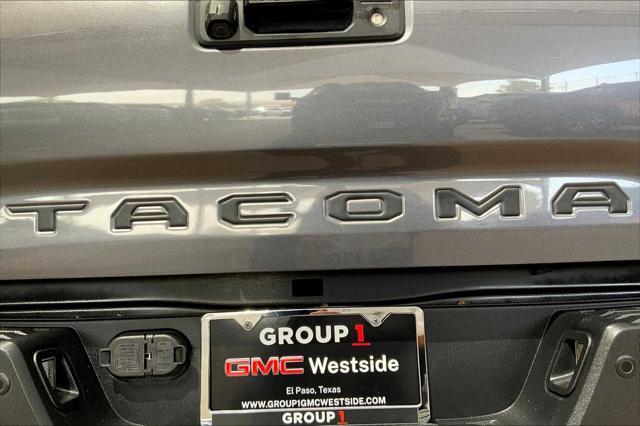 TACOMA
GROUP 1
GMC Westside
El Paso, Texas
WWW.GROUP1GMCWESTSIDE.COM
GROUP 1